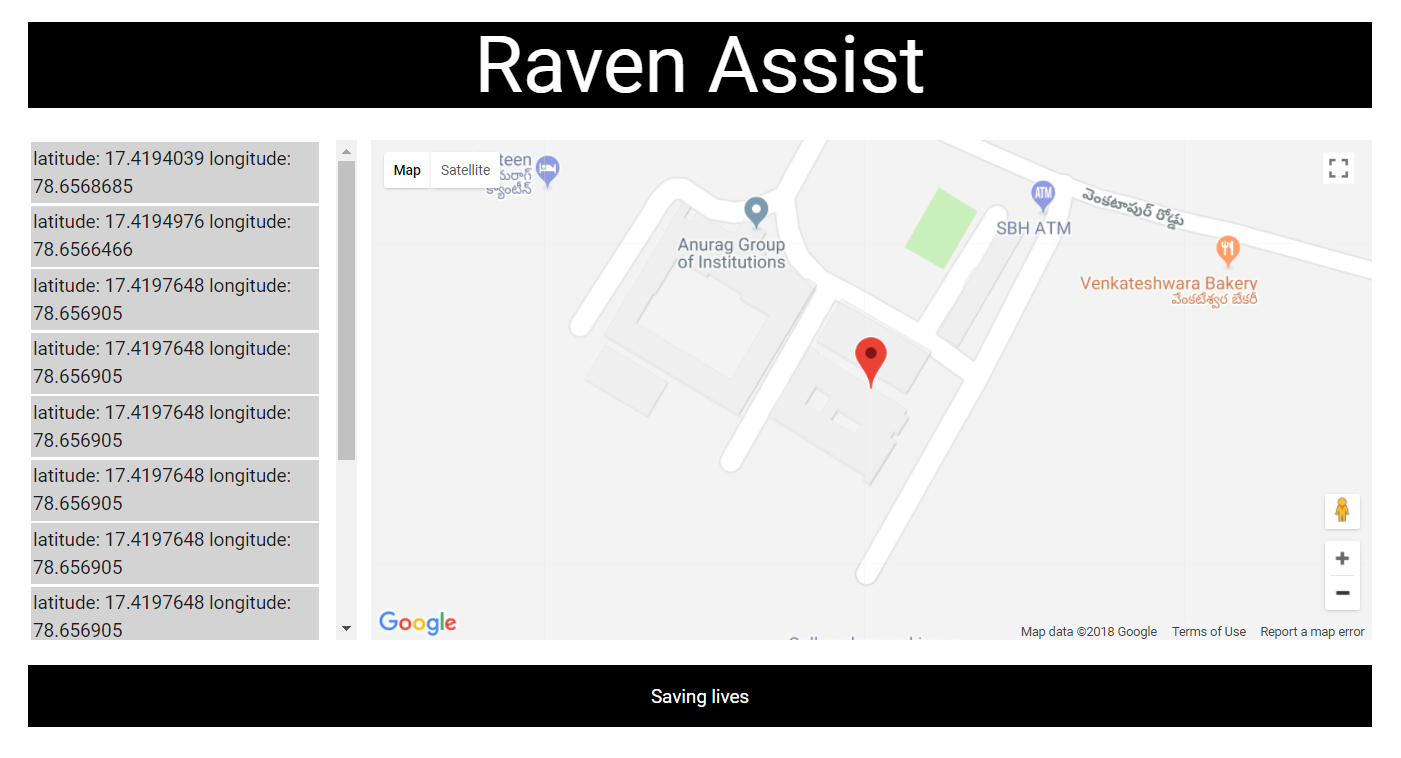 Raven Assist
latitude: 17.4194039 longitude:
78.6568685
latitude: 17.4194976 longitude:
78.6566466
latitude: 17.4197648 longitude:
78.656905
latitude: 17.4197648 longitude:
78.656905
latitude: 17.4197648 longitude:
78.656905
latitude: 17.4197648 longitude:
78.656905
latitude: 17.4197648 longitude:
78.656905
latitude: 17.4197648 longitude:
78.656905
Map Satellite
teen
మరాగ్
క్యాంటీన్
Anurag Group
of Institutions
ATM
SBH ATM
వెంకటాపుర్ రోడ్డు
Venkateshwara Bakery
వేంకటేశ్వర బేకరీ
Google
Map data ©2018 Google Terms of Use Report a map error
Saving lives